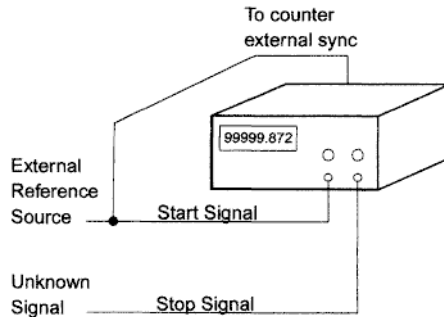 To counter
external sync
99999.872
External
Reference
Source
Start Signal
Unknown
Signal
Stop Signal